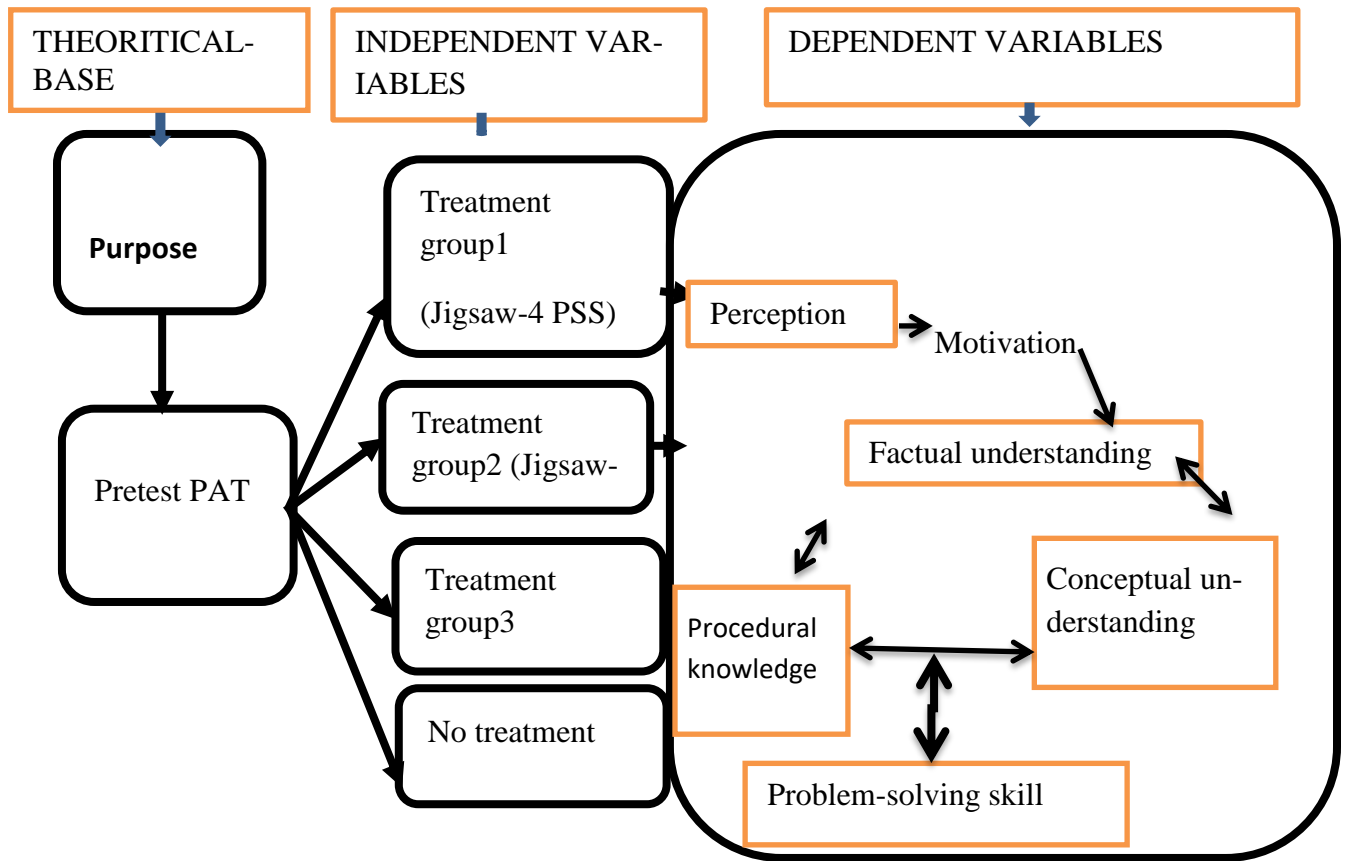 THEORITICAL-
BASE
INDEPENDENT VAR-
IABLES
DEPENDENT VARIABLES
Purpose
Pretest PAT
Treatment
group1
(Jigsaw-4 PSS)
Treatment
group2 (Jigsaw-
Treatment
group3
No treatment
Perception
Motivation
Factual understanding
Procedural
knowledge
Conceptual un-
derstanding
Problem-solving skill